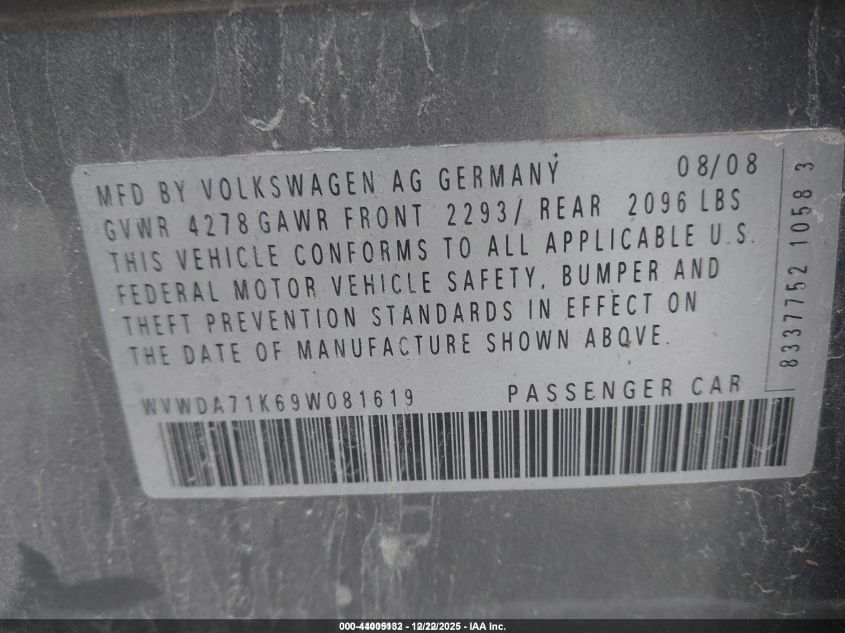 MFD BY VOLKSWAGEN AG GERMANY 08/08
GVWR 4278 GAWR FRONT 2293/ REAR 2096 LBS
THIS VEHICLE CONFORMS TO ALL APPLICABLE U.S.
FEDERAL MOTOR VEHICLE SAFETY, BUMPER AND
THEFT PREVENTION STANDARDS IN EFFECT ON
THE DATE OF MANUFACTURE SHOWN ABOVE.
WVWDA71K69W081619 PASSENGER CAR
8337752 1058 3
12/22/2025 - IAA Inc.